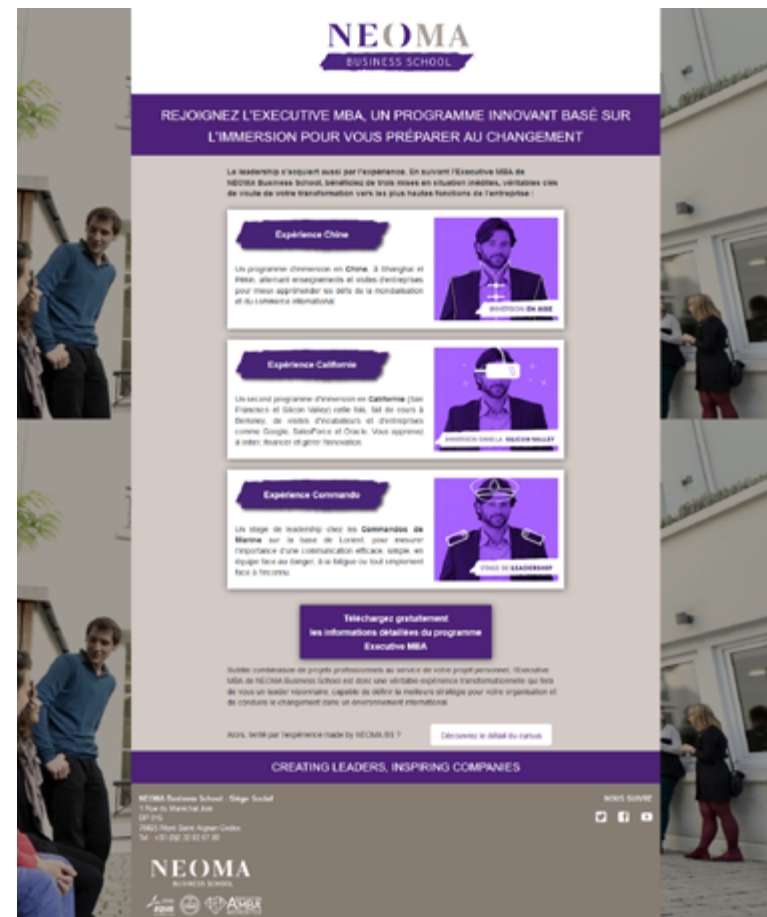 NEOMA
BUSINESS SCHOOL
REJOIGNEZ L'EXECUTIVE MBA, UN PROGRAMME INNOVANT BASÉ SUR
L'IMMERSION POUR VOUS PRÉPARER AU CHANGEMENT
Le leadership s'acquiert aussi par l'expérience. En suivant l'Executive MBA de
NEOMA Business School, bénéficiez de trois mises en situation inédites, véritables clés
de voute de votre transformation vers les plus hautes fonctions de l'entreprise :
Expérience Chine
Un programme d'immersion en Chine, à Shanghai et
Pékin, alternant enseignements et visites d'entreprises
pour mieux appréhender les défis de la mondialisation
et du commerce international.
IMMERSION EN ASIE
Expérience Californie
Un second programme d'immersion en Californie (San
Francisco et Silicon Valley) cette fois, fait de cours à
Berkeley, de visites d'incubateurs et d'entreprises
comme Google, SalesForce et Oracle. Vous apprenez
à initier, financer et gérer l'innovation.
IMMERSION DANS LA SILICON VALLEY
Expérience Commando
Un stage de leadership chez les Commandos de
Marine sur la base de Lorient, pour mesurer
l'importance d'une communication efficace, simple, en
équipe face au danger, à la fatigue ou tout simplement
face à l'inconnu.
STAGE DE LEADERSHIP
Téléchargez gratuitement
les informations détaillées du programme
Executive MBA
Subtile combinaison de projets professionnels au service de votre projet personnel, l'Executive
MBA de NEOMA Business School est donc une véritable expérience transformationnelle qui fera
de vous un leader visionnaire, capable de définir la meilleure stratégie pour votre organisation et
de conduire le changement dans un environnement international.
Alors, tenté par l'expérience made by NEOMA BS ?
Découvrez le détail du cursus
CREATING LEADERS, INSPIRING COMPANIES
NEOMA Business School - Siège Social
1 Rue du Maréchal Juin
BP 215
Mont Saint Aignan Cedex
NOUS SUIVRE
NEOMA
BUSINESS SCHOOL
EQUIS
AMBA